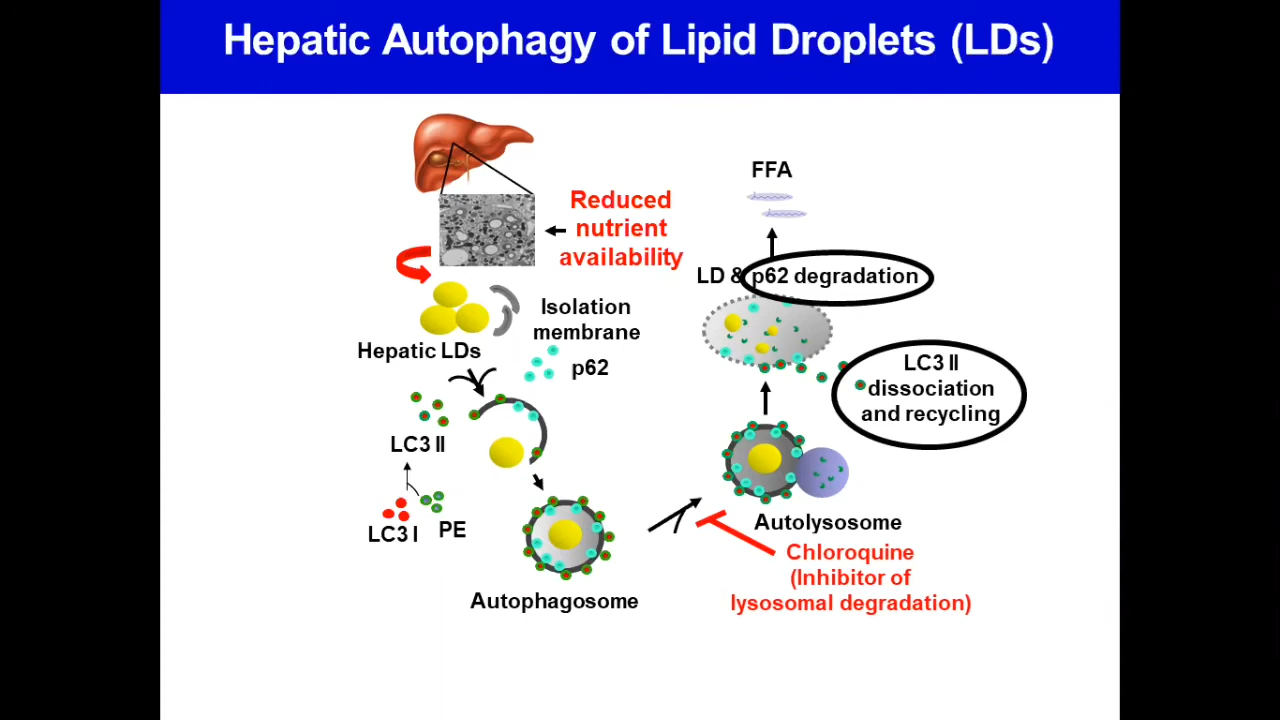 Hepatic Autophagy of Lipid Droplets (LDs)
Reduced
nutrient
availability
Isolation
membrane
Hepatic LDs
p62
LC3 II
LC3 I
PE
Autophagosome
FFA
LD & p62 degradation
LC3 II
dissociation
and recycling
Autolysosome
Chloroquine
(Inhibitor of
lysosomal degradation)